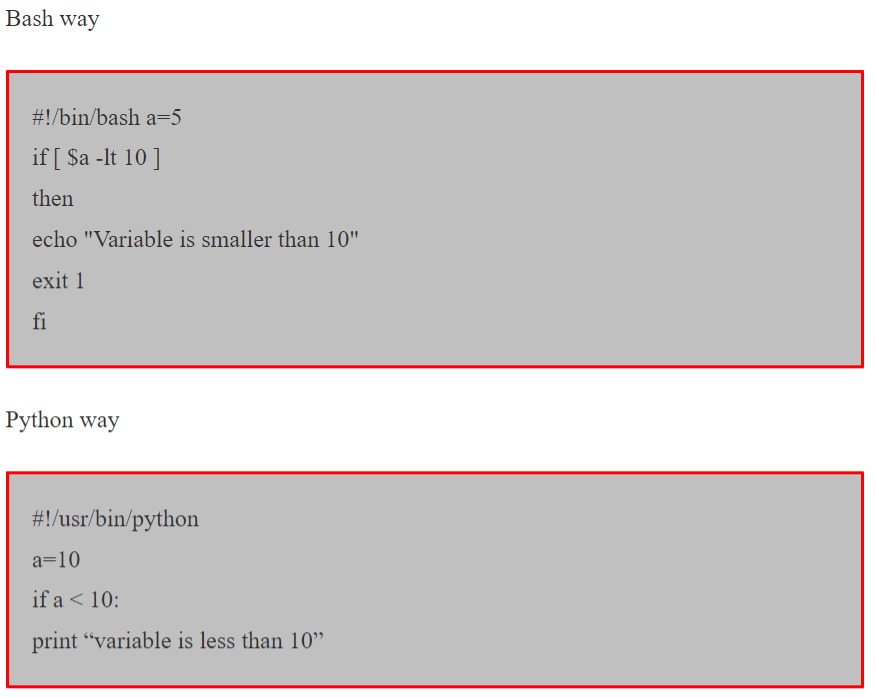 Bash way
#!/bin/bash a=5
if [ $a -lt 10 ]
then
echo "Variable is smaller than 10"
exit 1
fi
Python way
#!/usr/bin/python
a=10
if a < 10:
print “variable is less than 10”